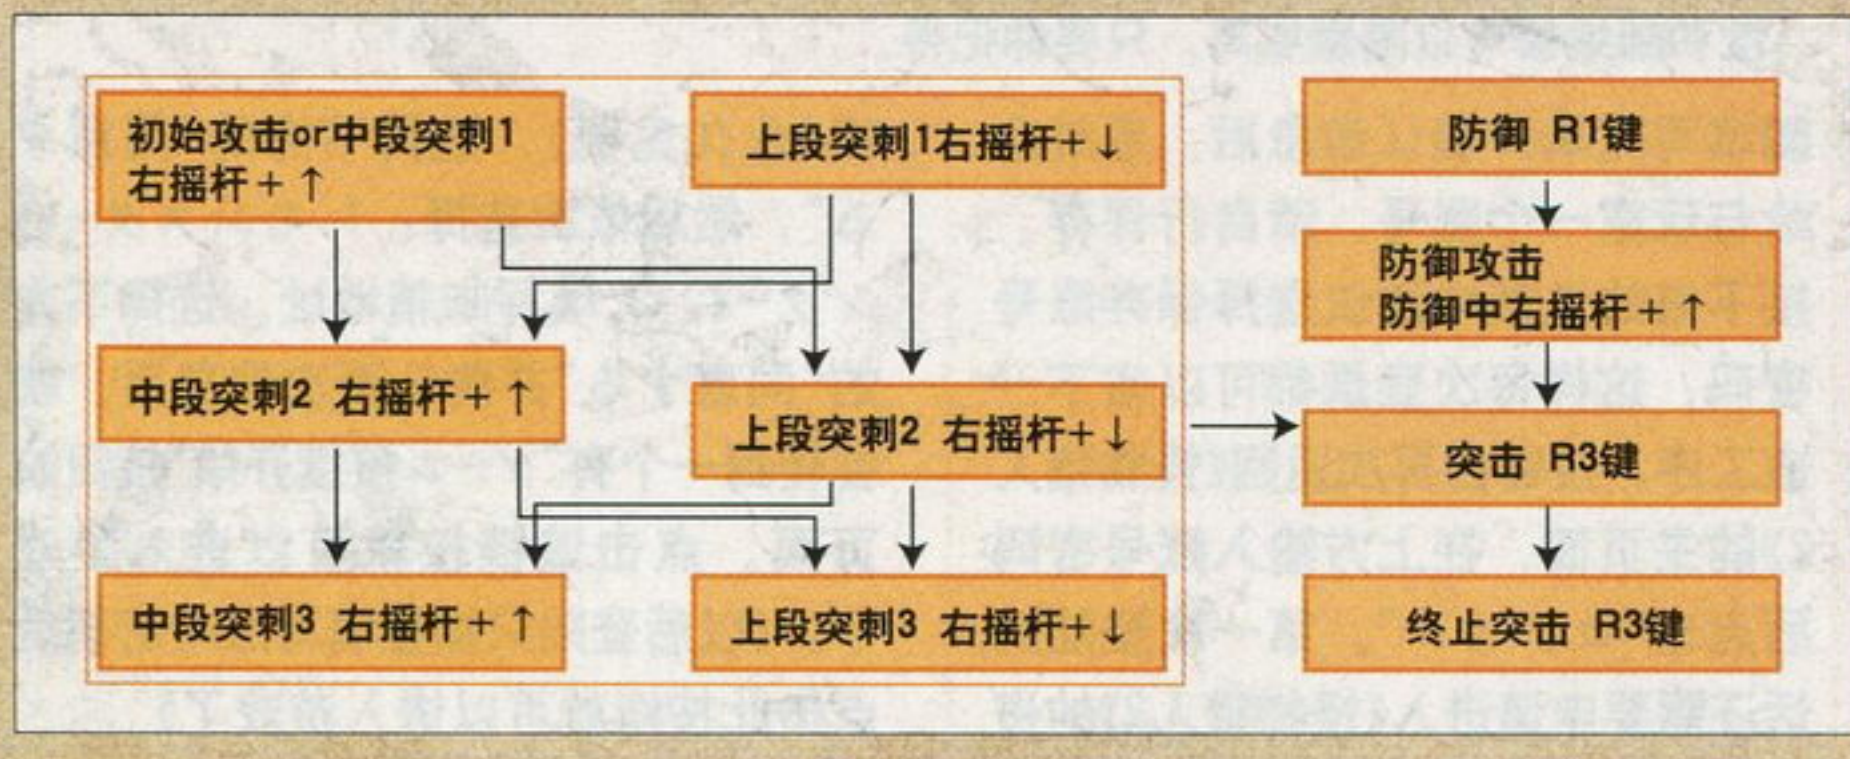 初始攻击or中段突刺1
右摇杆+↑
上段突刺1右摇杆+↓
防御 R1键
防御攻击
防御中右摇杆+↑
中段突刺2 右摇杆+↑
上段突刺2 右摇杆+↓
突击 R3键
中段突刺3 右摇杆+↑
上段突刺3 右摇杆+↓
终止突击 R3键